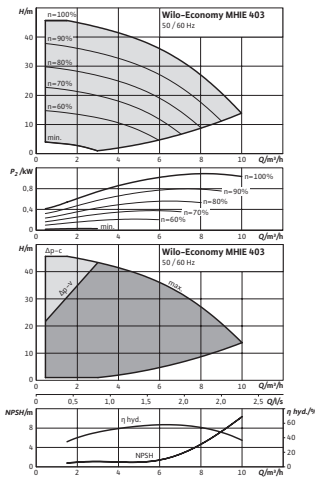 H/m
Wilo-Economy MHIE 403
50 / 60 Hz
n=100%
n=90%
n=80%
n=70%
n=60%
min.
40
30
20
10
0
0 2 4 6 8 10 Q/m³/h
P₂ /kW
0,8
0,4
0
n=100%
n=90%
n=80%
n=70%
n=60%
min.
0 2 4 6 8 10 Q/m³/h
H/m
Wilo-Economy MHIE 403
50 / 60 Hz
Δp-c
Δp-v
max.
40
30
20
10
0
0 2 4 6 8 10 Q/m³/h
0 0,5 1,0 1,5 2,0 2,5 Q/l/s
NPSH/m
η hyd./%
η hyd.
NPSH
8
4
0
60
40
20
0
0 2 4 6 8 10 Q/m³/h